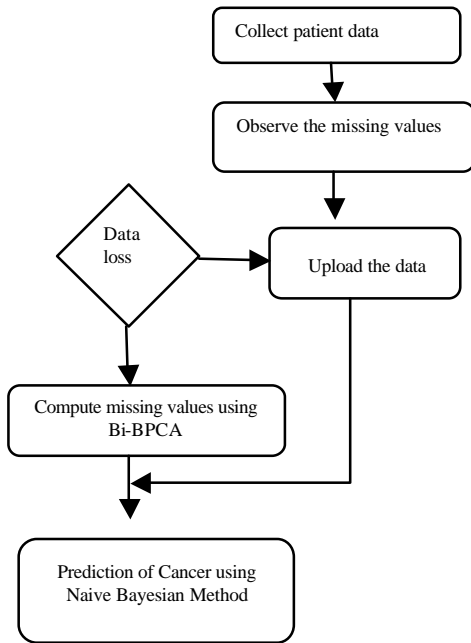 Collect patient data
Observe the missing values
Data
loss
Upload the data
Compute missing values using
Bi-BPCA
Prediction of Cancer using
Naive Bayesian Method